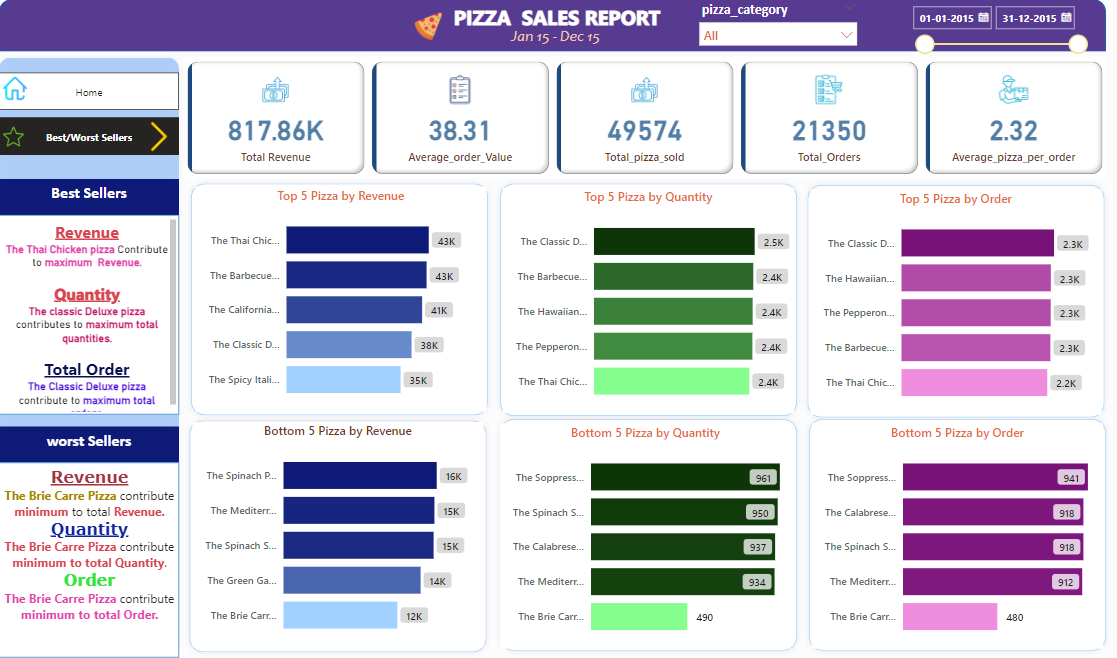 PIZZA SALES REPORT
Jan 15 - Dec 15
pizza_category
All
01-01-2015
31-12-2015
Home
Best/Worst Sellers
817.86K
Total Revenue
38.31
Average_order_Value
49574
Total_pizza_sold
21350
Total_Orders
2.32
Average_pizza_per_order
Best Sellers
Revenue
The Thai Chicken pizza Contribute
to maximum Revenue.
Quantity
The classic Deluxe pizza
contributes to maximum total
quantities.
Total Order
The Classic Deluxe pizza
contribute to maximum total
worst Sellers
Revenue
The Brie Carre Pizza contribute
minimum to total Revenue.
Quantity
The Brie Carre Pizza contribute
minimum to total Quantity.
Order
The Brie Carre Pizza contribute
minimum to total Order.
Top 5 Pizza by Revenue
The Thai Chic... 43K
The Barbecue... 43K
The California... 41K
The Classic D... 38K
The Spicy Itali... 35K
Top 5 Pizza by Quantity
The Classic D... 2.5K
The Barbecue... 2.4K
The Hawaiian... 2.4K
The Pepperon... 2.4K
The Thai Chic... 2.4K
Top 5 Pizza by Order
The Classic D... 2.3K
The Hawaiian... 2.3K
The Pepperon... 2.3K
The Barbecue... 2.3K
The Thai Chic... 2.2K
Bottom 5 Pizza by Revenue
The Spinach P... 16K
The Mediterr... 15K
The Spinach S... 15K
The Green Ga... 14K
The Brie Carr... 12K
Bottom 5 Pizza by Quantity
The Soppress... 961
The Spinach S... 950
The Calabrese... 937
The Mediterr... 934
The Brie Carr... 490
Bottom 5 Pizza by Order
The Soppress... 941
The Calabrese... 918
The Spinach S... 918
The Mediterr... 912
The Brie Carr... 480